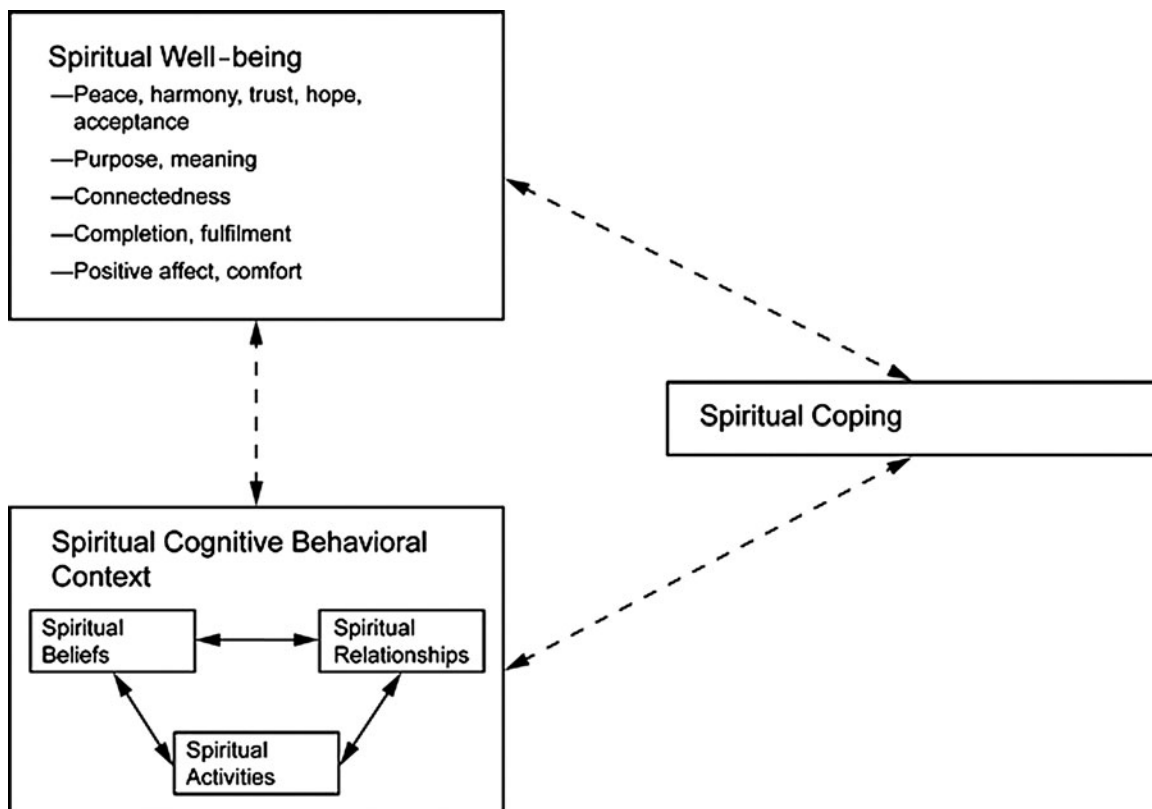 Spiritual Well-being
—Peace, harmony, trust, hope,
acceptance
—Purpose, meaning
—Connectedness
—Completion, fulfilment
—Positive affect, comfort
Spiritual Coping
Spiritual Cognitive Behavioral
Context
Spiritual
Beliefs
Spiritual
Relationships
Spiritual
Activities